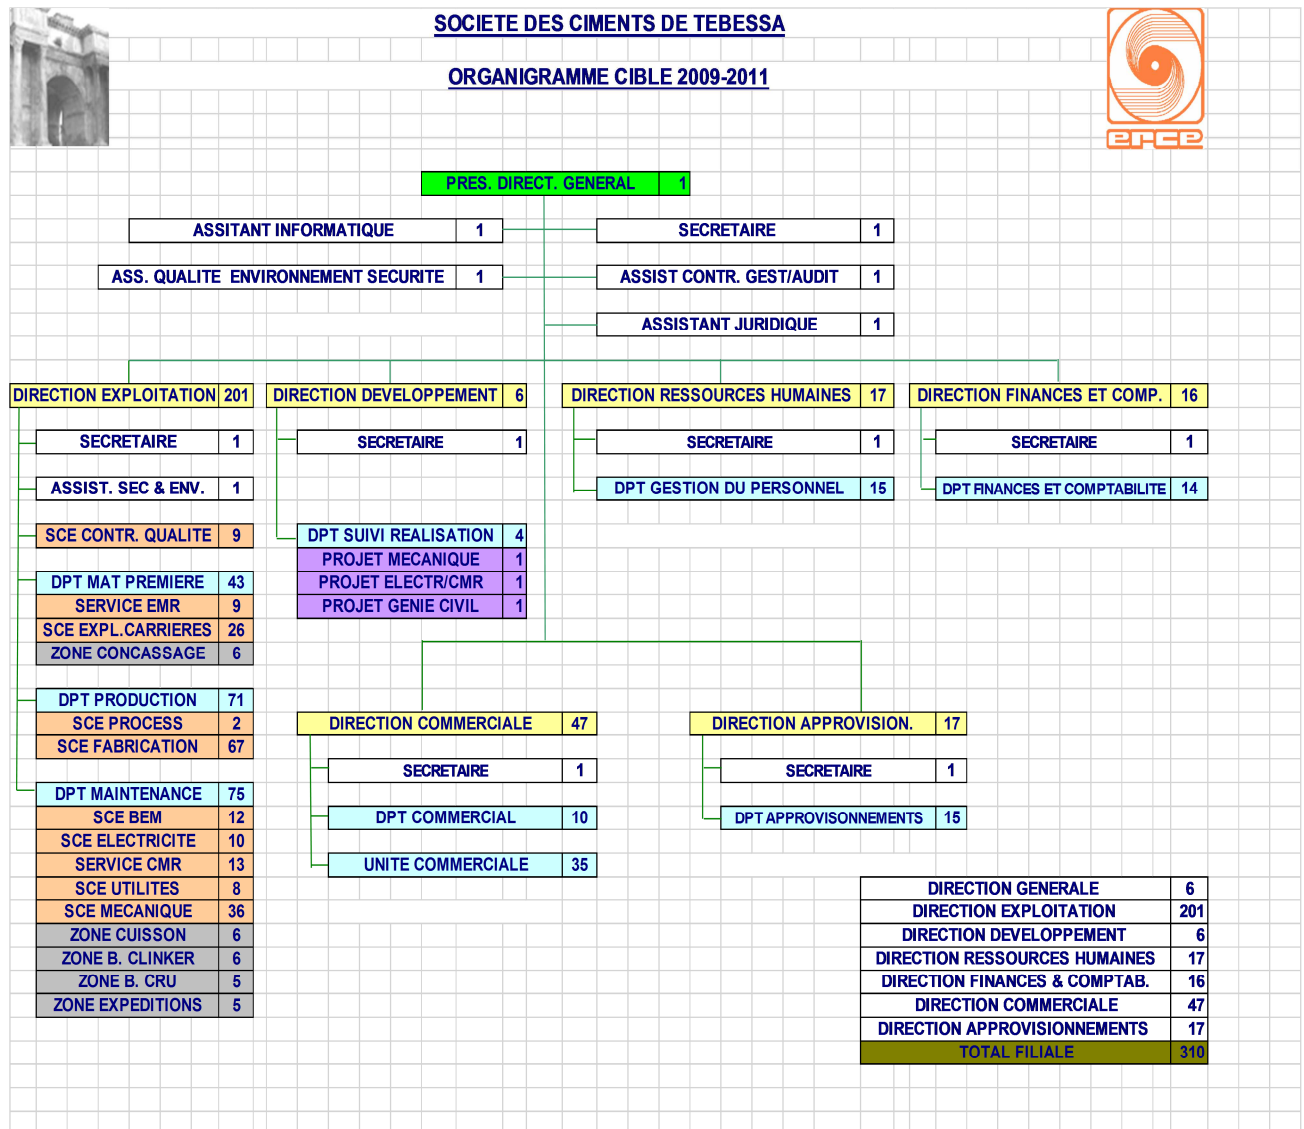 SOCIETE DES CIMENTS DE TEBESSA
ORGANIGRAMME CIBLE 2009-2011
erce
PRES. DIRECT. GENERAL 1
ASSITANT INFORMATIQUE 1
SECRETAIRE 1
ASS. QUALITE ENVIRONNEMENT SECURITE 1
ASSIST CONTR. GEST/AUDIT 1
ASSISTANT JURIDIQUE 1
DIRECTION EXPLOITATION 201
SECRETAIRE 1
ASSIST. SEC & ENV. 1
SCE CONTR. QUALITE 9
DPT MAT PREMIERE 43
SERVICE EMR 9
SCE EXPL.CARRIERES 26
ZONE CONCASSAGE 6
DPT PRODUCTION 71
SCE PROCESS 2
SCE FABRICATION 67
DPT MAINTENANCE 75
SCE BEM 12
SCE ELECTRICITE 10
SERVICE CMR 13
SCE UTILITES 8
SCE MECANIQUE 36
ZONE CUISSON 6
ZONE B. CLINKER 6
ZONE B. CRU 5
ZONE EXPEDITIONS 5
DIRECTION DEVELOPPEMENT 6
SECRETAIRE 1
DPT SUIVI REALISATION 4
PROJET MECANIQUE 1
PROJET ELECTR/CMR 1
PROJET GENIE CIVIL 1
DIRECTION RESSOURCES HUMAINES 17
SECRETAIRE 1
DPT GESTION DU PERSONNEL 15
DIRECTION FINANCES ET COMP. 16
SECRETAIRE 1
DPT FINANCES ET COMPTABILITE 14
DIRECTION COMMERCIALE 47
SECRETAIRE 1
DPT COMMERCIAL 10
UNITE COMMERCIALE 35
DIRECTION APPROVISION. 17
SECRETAIRE 1
DPT APPROVISONNEMENTS 15
DIRECTION GENERALE 6
DIRECTION EXPLOITATION 201
DIRECTION DEVELOPPEMENT 6
DIRECTION RESSOURCES HUMAINES 17
DIRECTION FINANCES & COMPTAB. 16
DIRECTION COMMERCIALE 47
DIRECTION APPROVISIONNEMENTS 17
TOTAL FILIALE 310